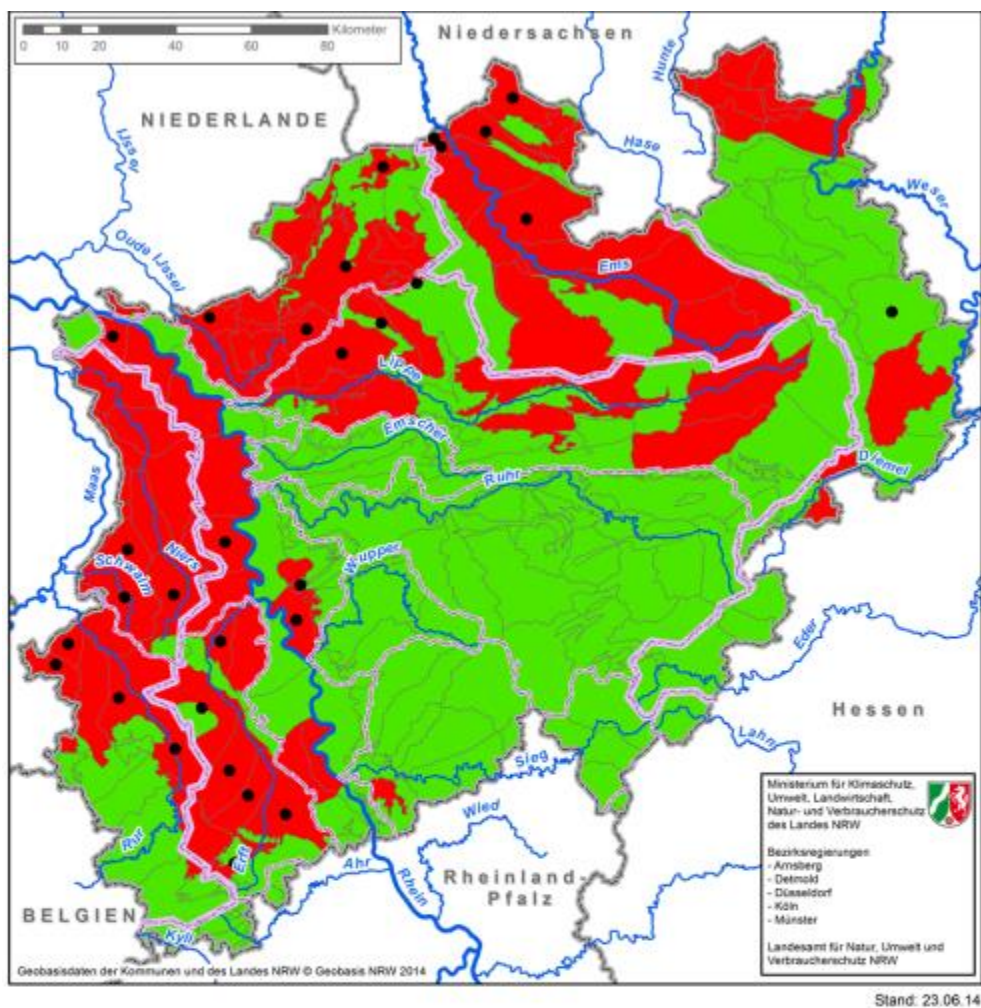 Kilometer
0 10 20 40 60 80
Niedersachsen
Hunte
NIEDERLANDE
IJssel
Hase
Weser
Oude IJssel
Ems
Lippe
Emscher
Ruhr
Diemel
Maas
Niers
Schwalm
Wupper
Eder
Hessen
Lahn
Sieg
Wied
Rur
Erft
Ahr
Rhein
Rheinland-
Pfalz
BELGIEN
Kyll
Ministerium für Klimaschutz,
Umwelt, Landwirtschaft,
Natur- und Verbraucherschutz
des Landes NRW
Bezirksregierungen
- Arnsberg
- Detmold
- Düsseldorf
- Köln
- Münster
Landesamt für Natur, Umwelt und
Verbraucherschutz NRW
Geobasisdaten der Kommunen und des Landes NRW © Geobasis NRW 2014
Stand: 23.06.14